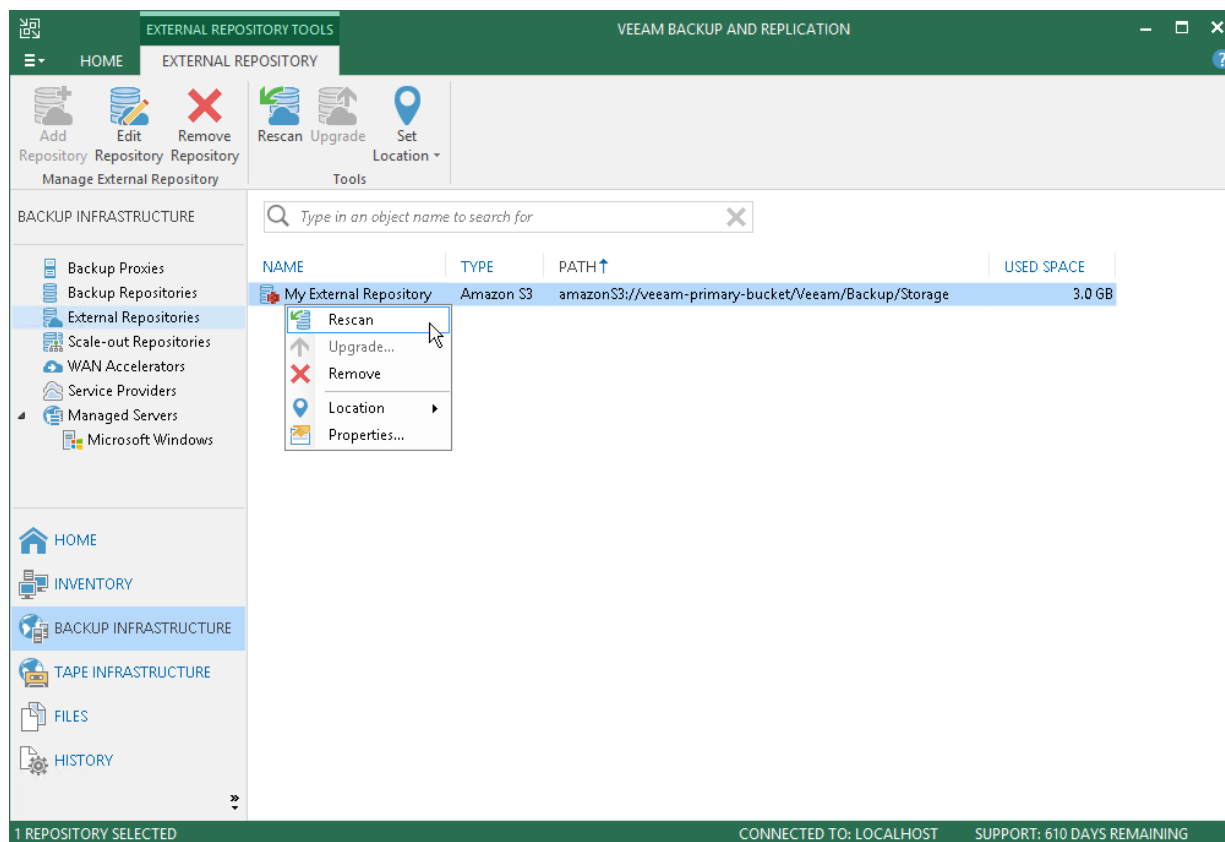 EXTERNAL REPOSITORY TOOLS
VEEAM BACKUP AND REPLICATION
HOME
EXTERNAL REPOSITORY
Add Repository
Edit Repository
Remove Repository
Rescan
Upgrade
Set Location
Manage External Repository
Tools
BACKUP INFRASTRUCTURE
Type in an object name to search for
Backup Proxies
Backup Repositories
External Repositories
Scale-out Repositories
WAN Accelerators
Service Providers
Managed Servers
Microsoft Windows
NAME TYPE PATH↑ USED SPACE
My External Repository Amazon S3 amazonS3://veeam-primary-bucket/Veeam/Backup/Storage 3.0 GB
Rescan
Upgrade...
Remove
Location
Properties...
HOME
INVENTORY
BACKUP INFRASTRUCTURE
TAPE INFRASTRUCTURE
FILES
HISTORY
1 REPOSITORY SELECTED
CONNECTED TO: LOCALHOST
SUPPORT: 610 DAYS REMAINING